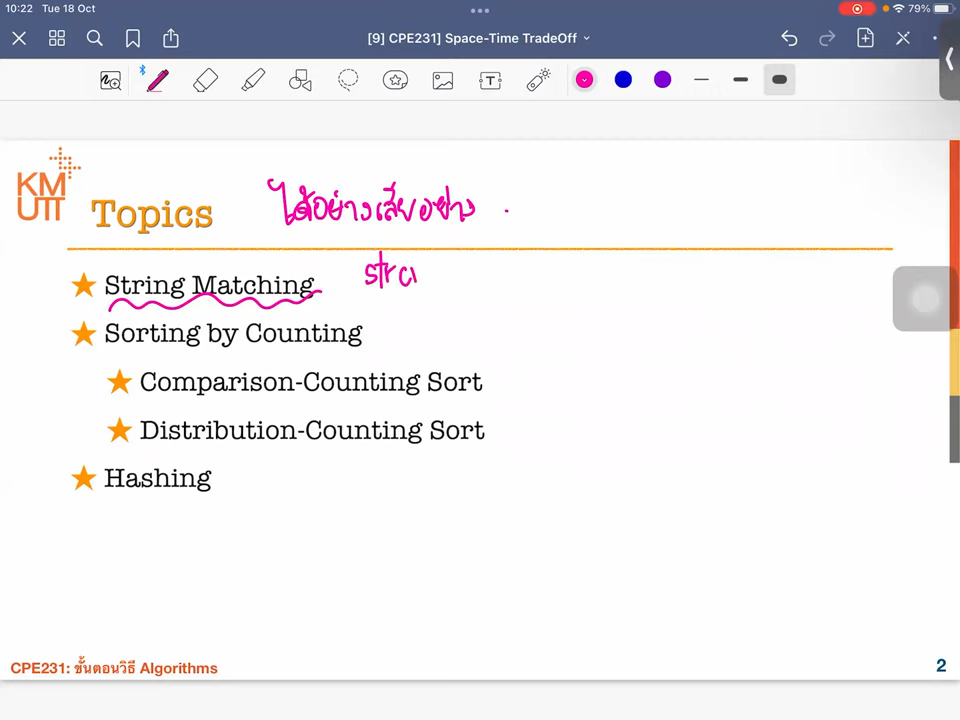 10:22 Tue 18 Oct 79%
[9] CPE231] Space-Time TradeOff
KM
UTT
Topics ได้อย่างเสียอย่าง
String Matching strc
Sorting by Counting
Comparison-Counting Sort
Distribution-Counting Sort
Hashing
CPE231: ขั้นตอนวิธี Algorithms 2